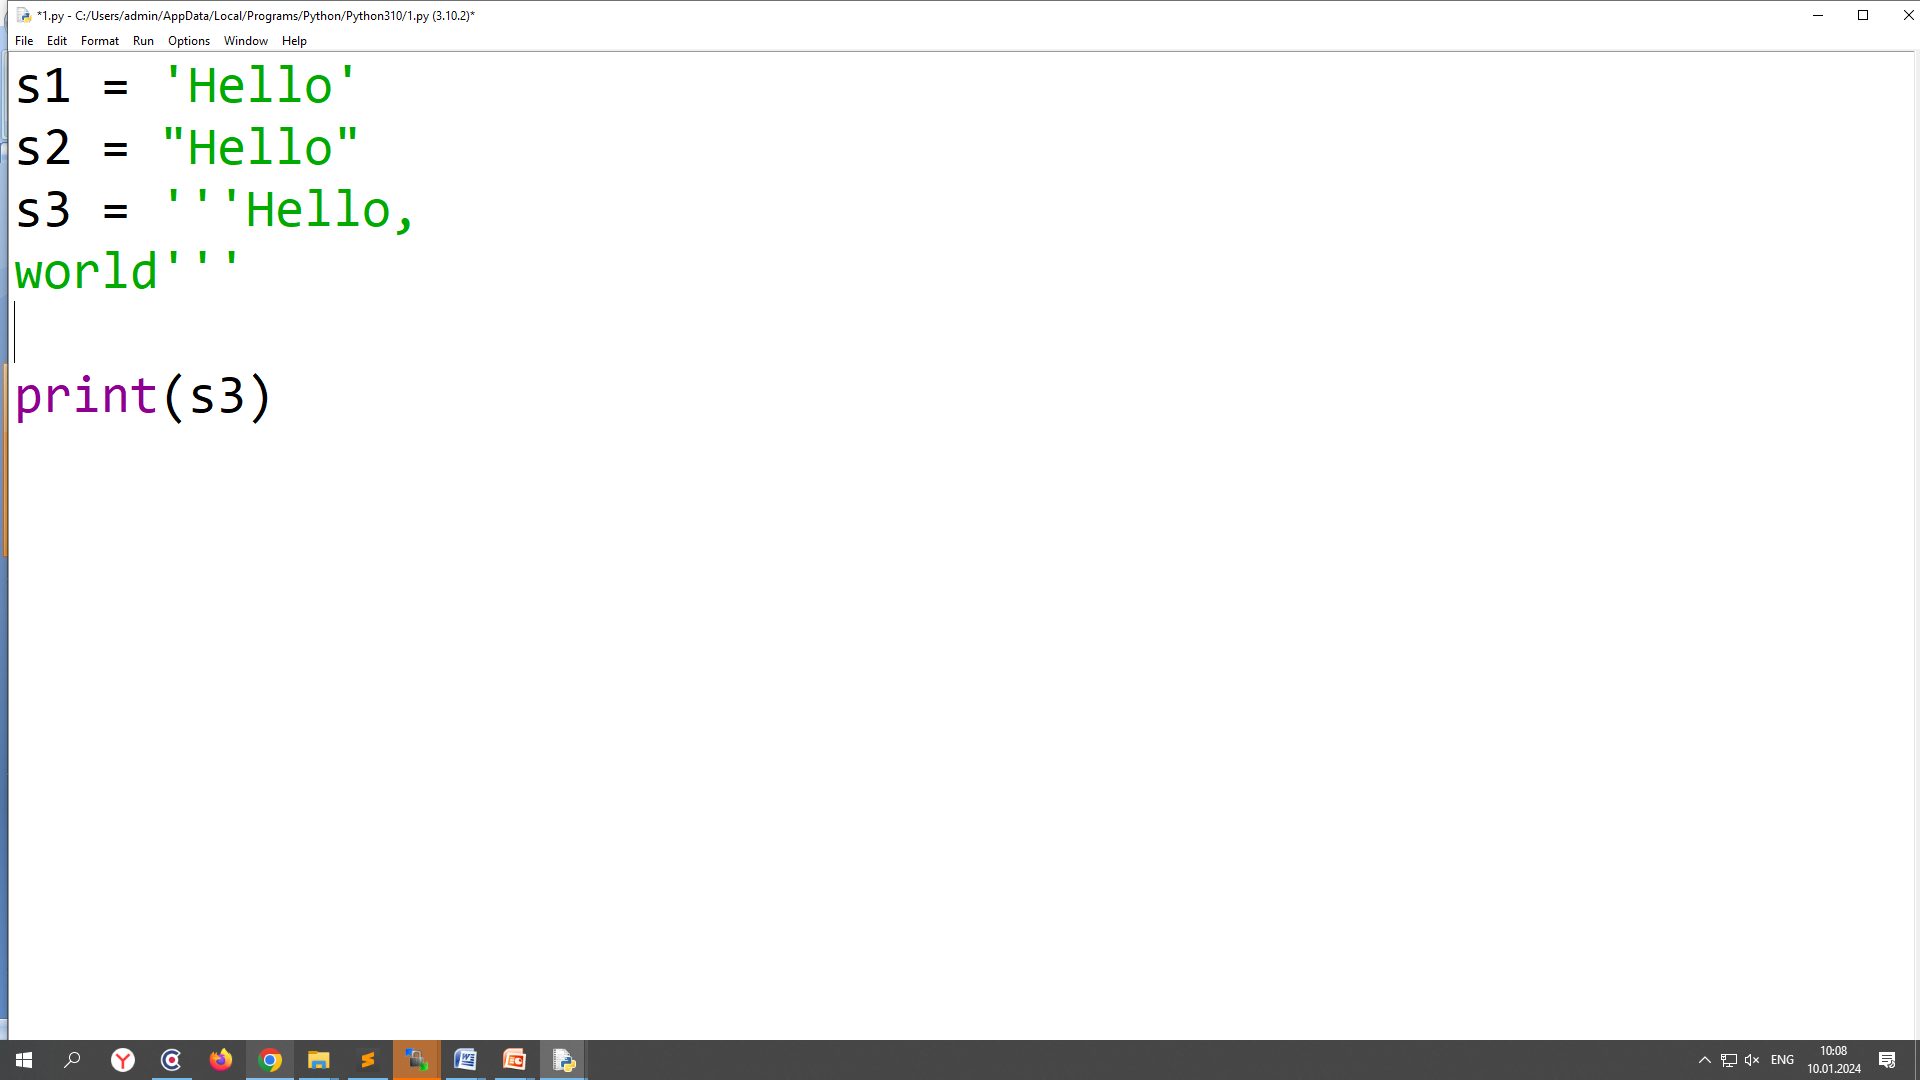 *1.py - C:/Users/admin/AppData/Local/Programs/Python/Python310/1.py (3.10.2)*
File Edit Format Run Options Window Help
s1 = 'Hello'
s2 = "Hello"
s3 = '''Hello,
world'''
print(s3)
ENG
10:08
10.01.2024